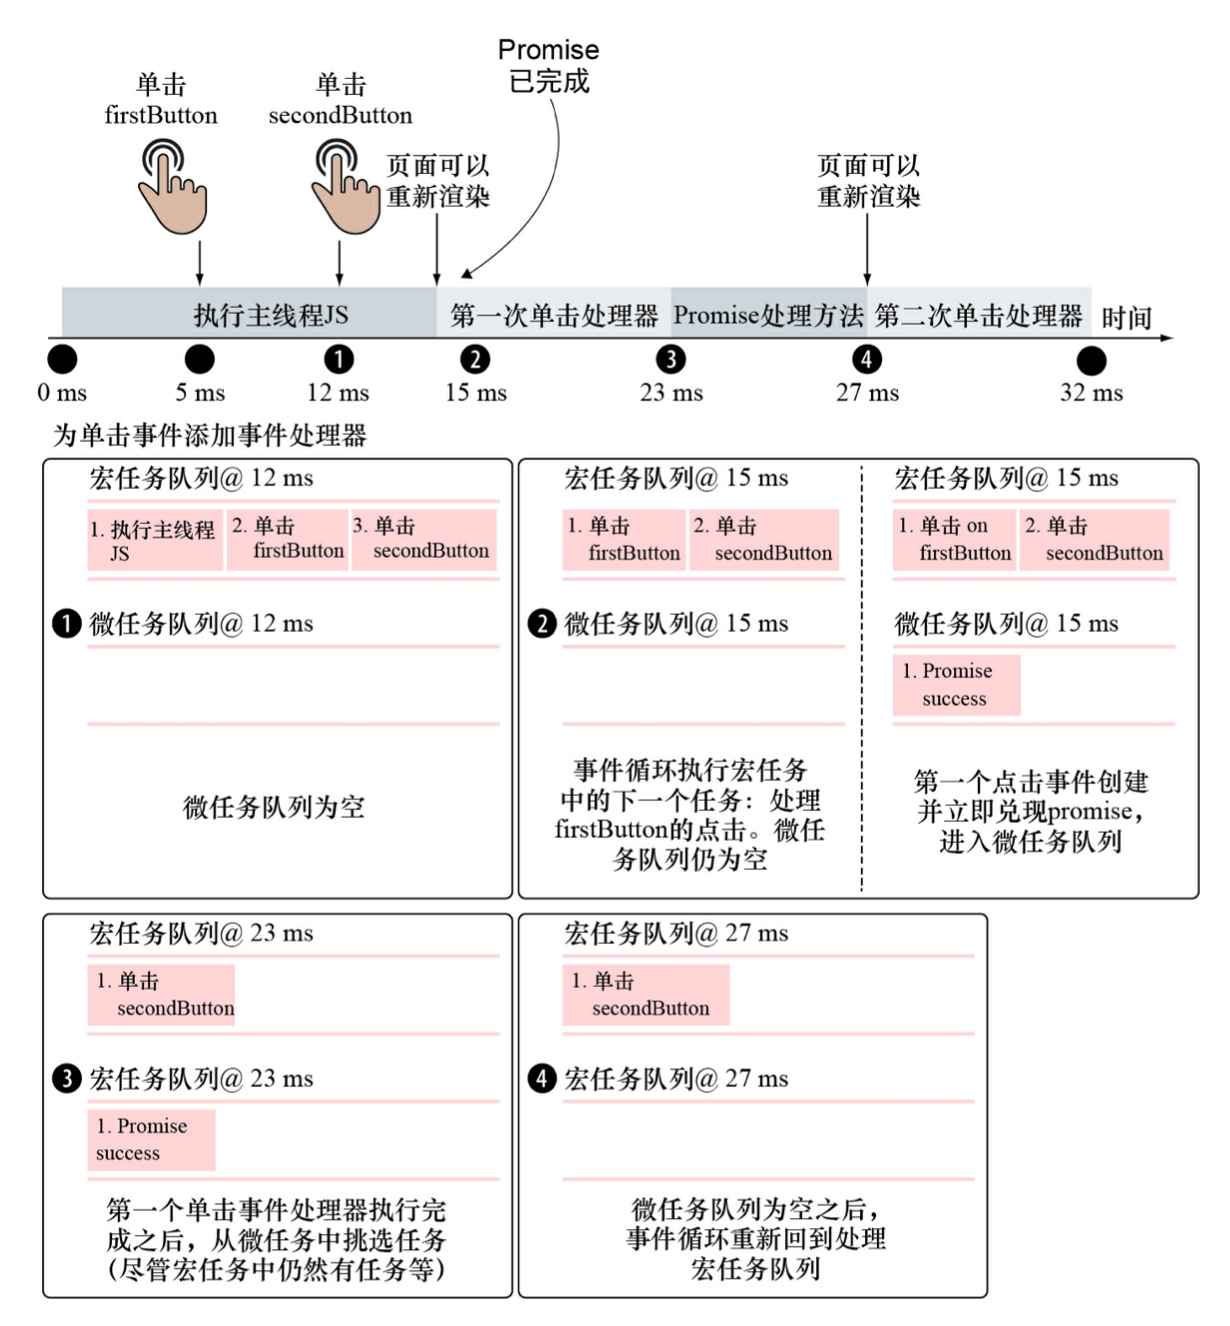 Promise
已完成
单击
firstButton
单击
secondButton
页面可以
重新渲染
页面可以
重新渲染
执行主线程JS
第一次单击处理器
Promise处理方法
第二次单击处理器
时间
1
2
3
4
0 ms
5 ms
12 ms
15 ms
23 ms
27 ms
32 ms
为单击事件添加事件处理器
宏任务队列@ 12 ms
1. 执行主线程
JS
2. 单击
firstButton
3. 单击
secondButton
1 微任务队列@ 12 ms
微任务队列为空
宏任务队列@ 15 ms
1. 单击
firstButton
2. 单击
secondButton
2 微任务队列@ 15 ms
事件循环执行宏任务
中的下一个任务：处理
firstButton的点击。微任
务队列仍为空
宏任务队列@ 15 ms
1. 单击 on
firstButton
2. 单击
secondButton
微任务队列@ 15 ms
1. Promise
success
第一个点击事件创建
并立即兑现promise，
进入微任务队列
宏任务队列@ 23 ms
1. 单击
secondButton
3 宏任务队列@ 23 ms
1. Promise
success
第一个单击事件处理器执行完
成之后，从微任务中挑选任务
（尽管宏任务中仍然有任务等）
宏任务队列@ 27 ms
1. 单击
secondButton
4 宏任务队列@ 27 ms
微任务队列为空之后，
事件循环重新回到处理
宏任务队列